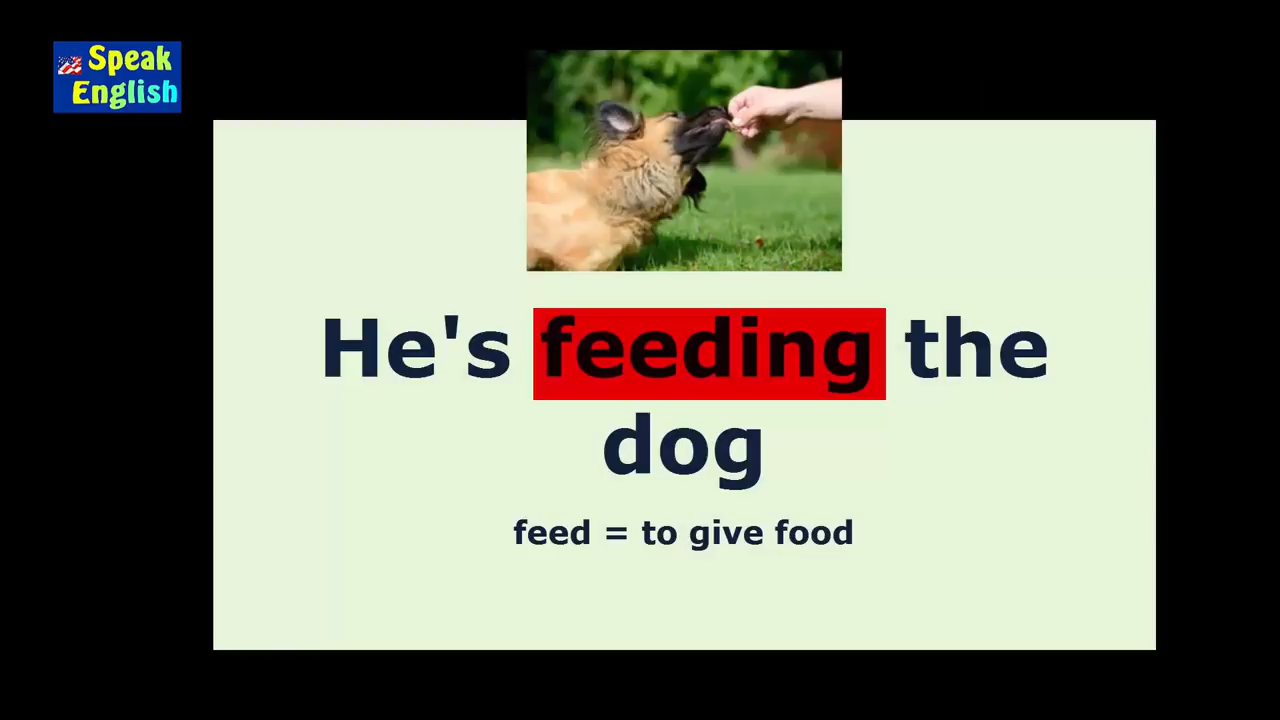 Speak
English
He's feeding the
dog
feed = to give food